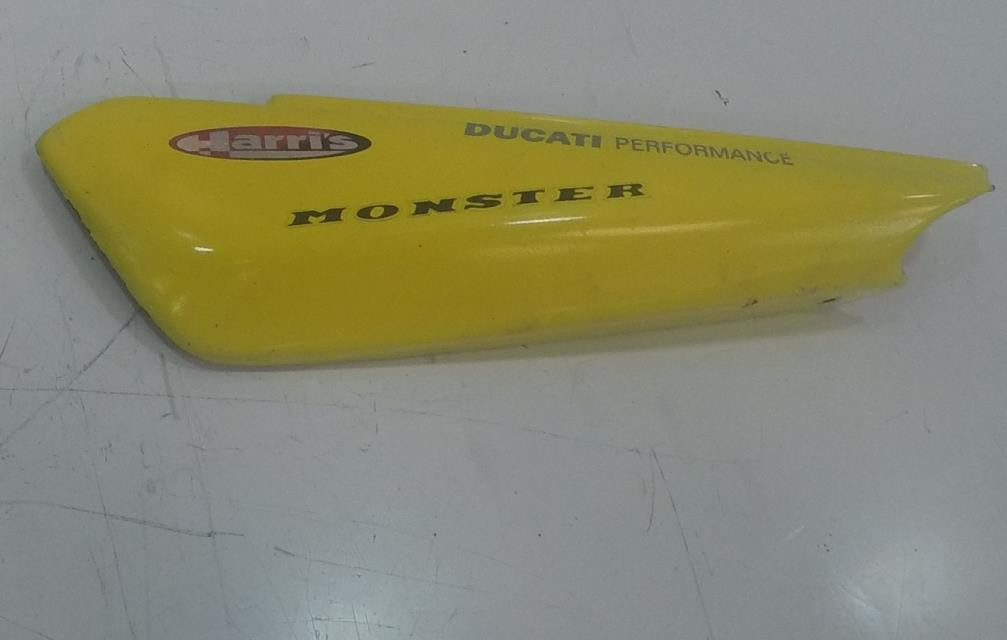 Harri's
DUCATI PERFORMANCE
MONSTER